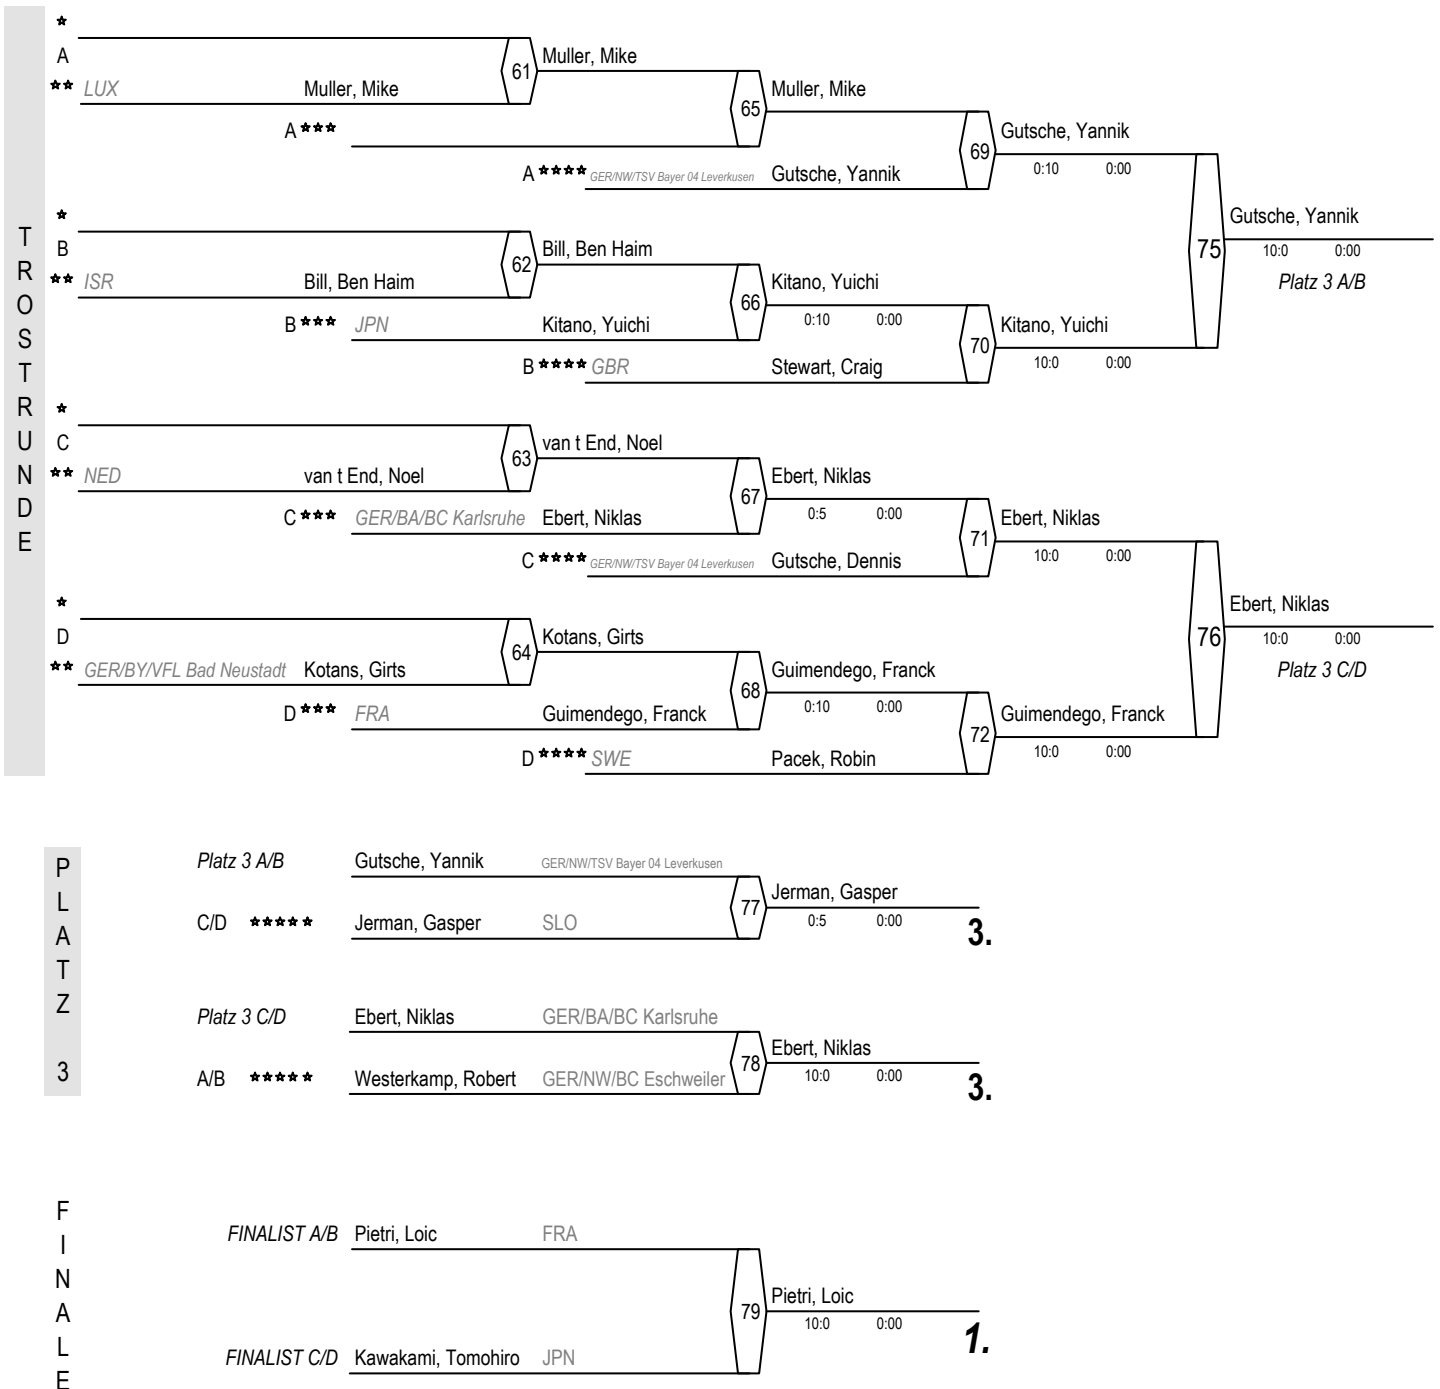 TROSTRUNDE
*
A
61 Muller, Mike
** LUX Muller, Mike
65 Muller, Mike
A ***
69 Gutsche, Yannik
0:10 0:00
A **** GER/NW/TSV Bayer 04 Leverkusen Gutsche, Yannik
75 Gutsche, Yannik
10:0 0:00
Platz 3 A/B
*
B
62 Bill, Ben Haim
** ISR Bill, Ben Haim
66 Kitano, Yuichi
0:10 0:00
B *** JPN Kitano, Yuichi
70 Kitano, Yuichi
10:0 0:00
B **** GBR Stewart, Craig
*
C
63 van t End, Noel
** NED van t End, Noel
67 Ebert, Niklas
0:5 0:00
C *** GER/BA/BC Karlsruhe Ebert, Niklas
71 Ebert, Niklas
10:0 0:00
C **** GER/NW/TSV Bayer 04 Leverkusen Gutsche, Dennis
76 Ebert, Niklas
10:0 0:00
Platz 3 C/D
*
D
64 Kotans, Girts
** GER/BY/VFL Bad Neustadt Kotans, Girts
68 Guimendego, Franck
0:10 0:00
D *** FRA Guimendego, Franck
72 Guimendego, Franck
10:0 0:00
D **** SWE Pacek, Robin
PLATZ 3
Platz 3 A/B Gutsche, Yannik GER/NW/TSV Bayer 04 Leverkusen
77 Jerman, Gasper
0:5 0:00 3.
C/D ***** Jerman, Gasper SLO
Platz 3 C/D Ebert, Niklas GER/BA/BC Karlsruhe
78 Ebert, Niklas
10:0 0:00 3.
A/B ***** Westerkamp, Robert GER/NW/BC Eschweiler
FINALE
FINALIST A/B Pietri, Loic FRA
79 Pietri, Loic
10:0 0:00 1.
FINALIST C/D Kawakami, Tomohiro JPN